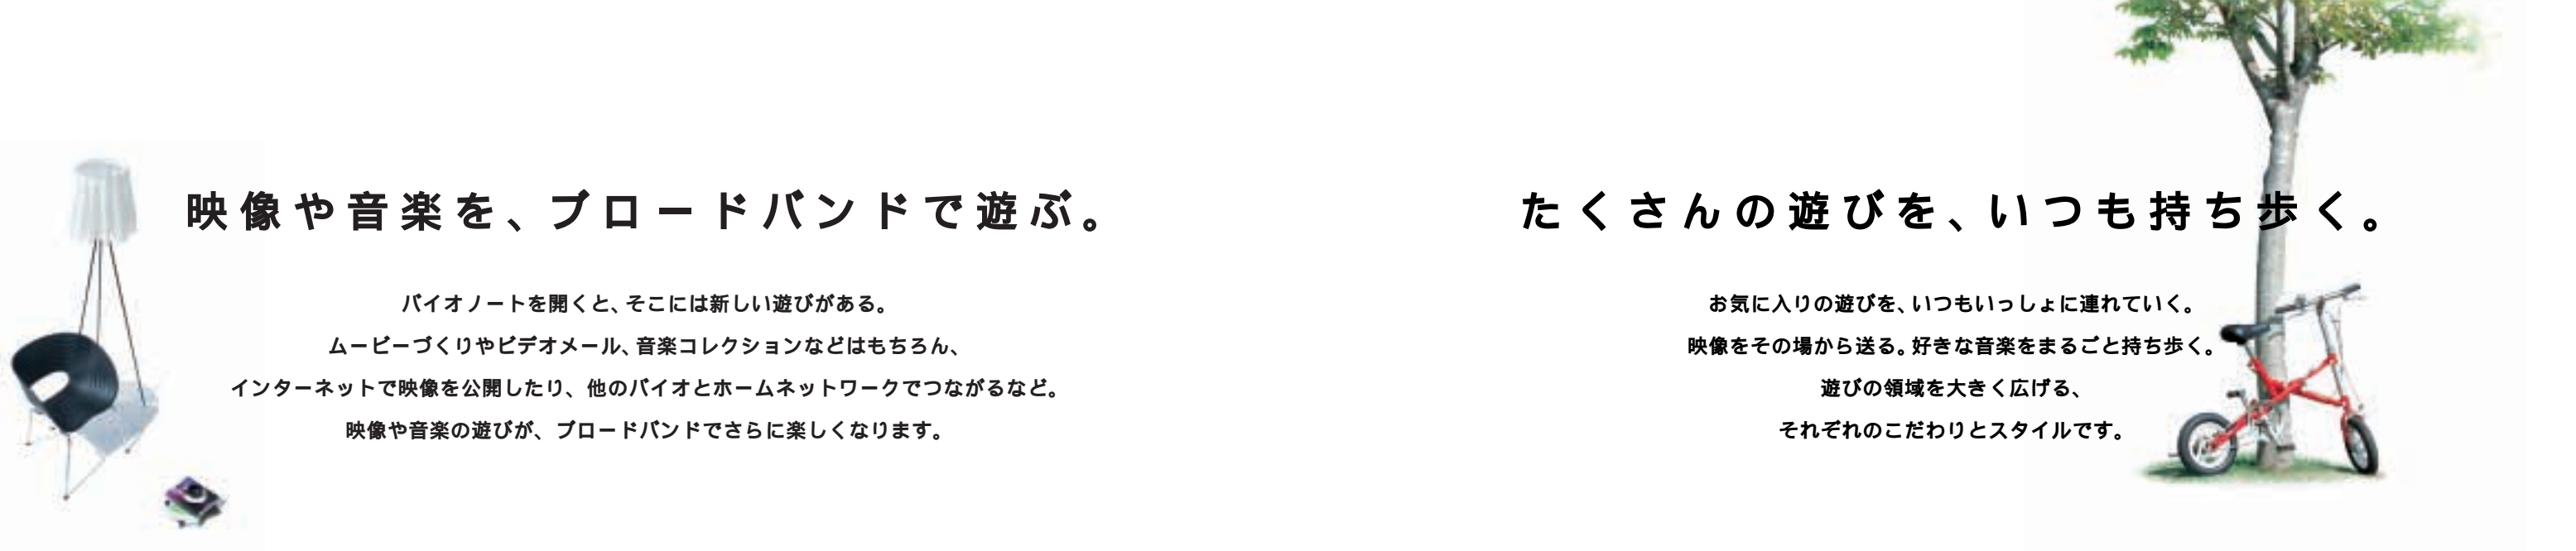 映像や音楽を、ブロードバンドで遊ぶ。
バイオノートを開くと、そこには新しい遊びがある。
ムービーづくりやビデオメール、音楽コレクションなどはもちろん、
インターネットで映像を公開したり、他のバイオとホームネットワークでつながるなど。
映像や音楽の遊びが、ブロードバンドでさらに楽しくなります。
たくさんの遊びを、いつも持ち歩く。
お気に入りの遊びを、いつもいっしょに連れていく。
映像をその場から送る。好きな音楽をまるごと持ち歩く。
遊びの領域を大きく広げる、
それぞれのこだわりとスタイルです。